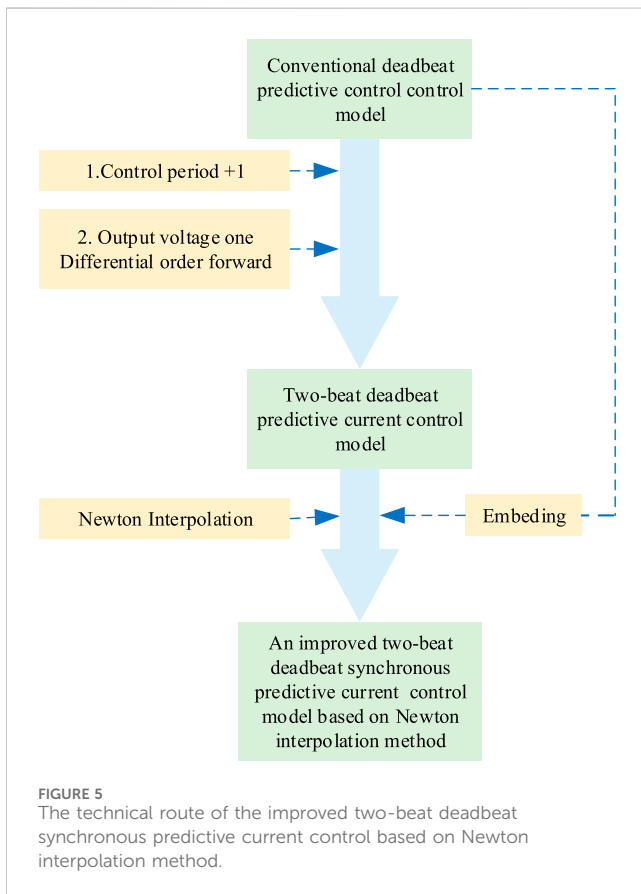 Conventional deadbeat
predictive control control
model
1.Control period +1
2. Output voltage one
Differential order forward
Two-beat deadbeat
predictive current control
model
Newton Interpolation
Embeding
An improved two-beat
deadbeat synchronous
predictive current control
model based on Newton
interpolation method
FIGURE 5
The technical route of the improved two-beat deadbeat
synchronous predictive current control based on Newton
interpolation method.